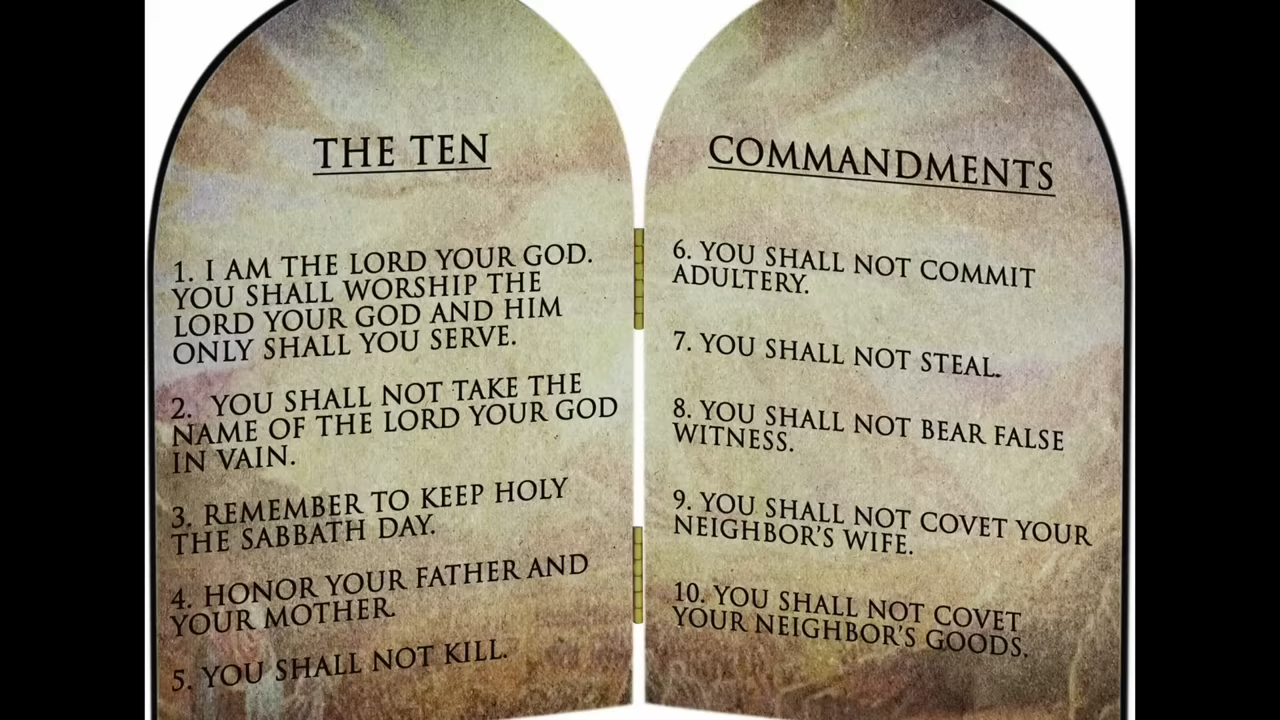 THE TEN
1. I AM THE LORD YOUR GOD.
YOU SHALL WORSHIP THE
LORD YOUR GOD AND HIM
ONLY SHALL YOU SERVE.
2. YOU SHALL NOT TAKE THE
NAME OF THE LORD YOUR GOD
IN VAIN.
3. REMEMBER TO KEEP HOLY
THE SABBATH DAY.
4. HONOR YOUR FATHER AND
YOUR MOTHER.
5. YOU SHALL NOT KILL.
COMMANDMENTS
6. YOU SHALL NOT COMMIT
ADULTERY.
7. YOU SHALL NOT STEAL.
8. YOU SHALL NOT BEAR FALSE
WITNESS.
9. YOU SHALL NOT COVET YOUR
NEIGHBOR'S WIFE.
10. YOU SHALL NOT COVET
YOUR NEIGHBOR'S GOODS.